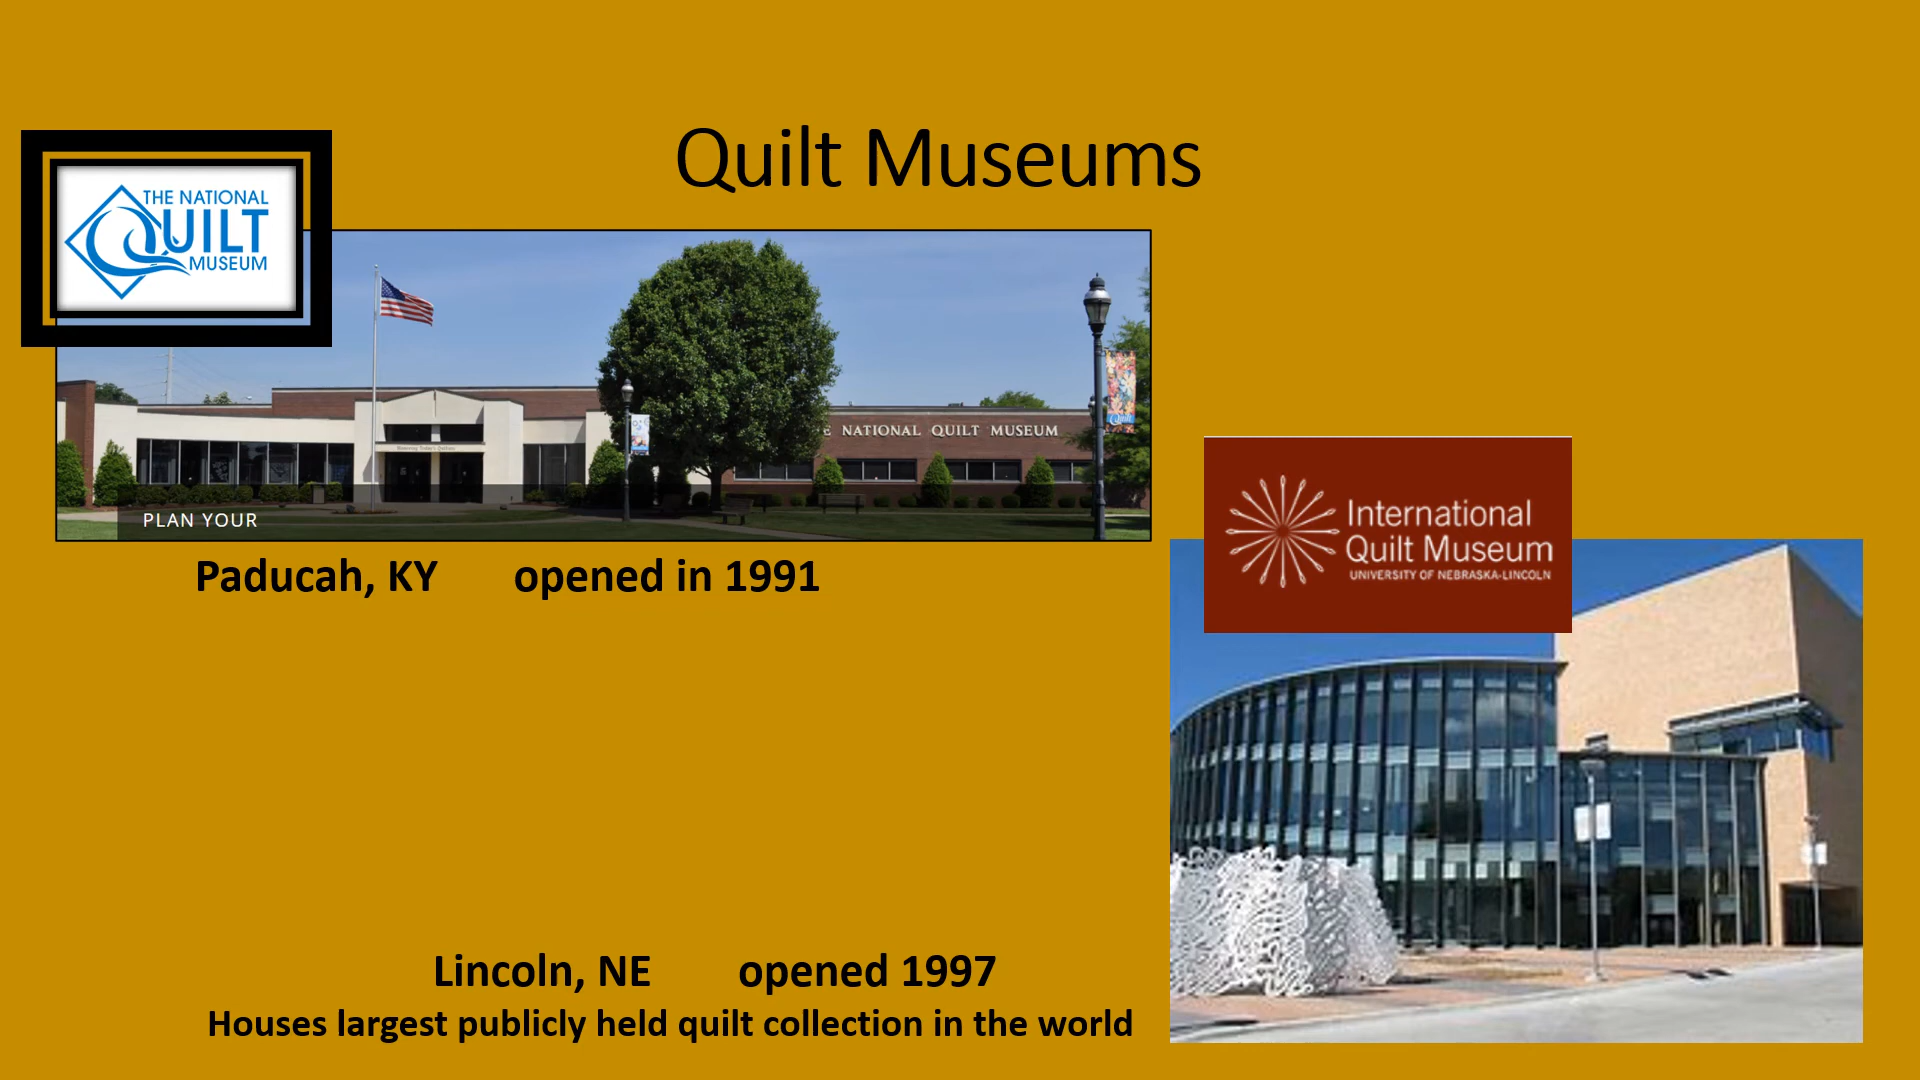 Quilt Museums
THE NATIONAL
QUILT
MUSEUM
E NATIONAL QUILT MUSEUM
Quilt
PLAN YOUR
Paducah, KY opened in 1991
International
Quilt Museum
UNIVERSITY OF NEBRASKA-LINCOLN
Lincoln, NE opened 1997
Houses largest publicly held quilt collection in the world